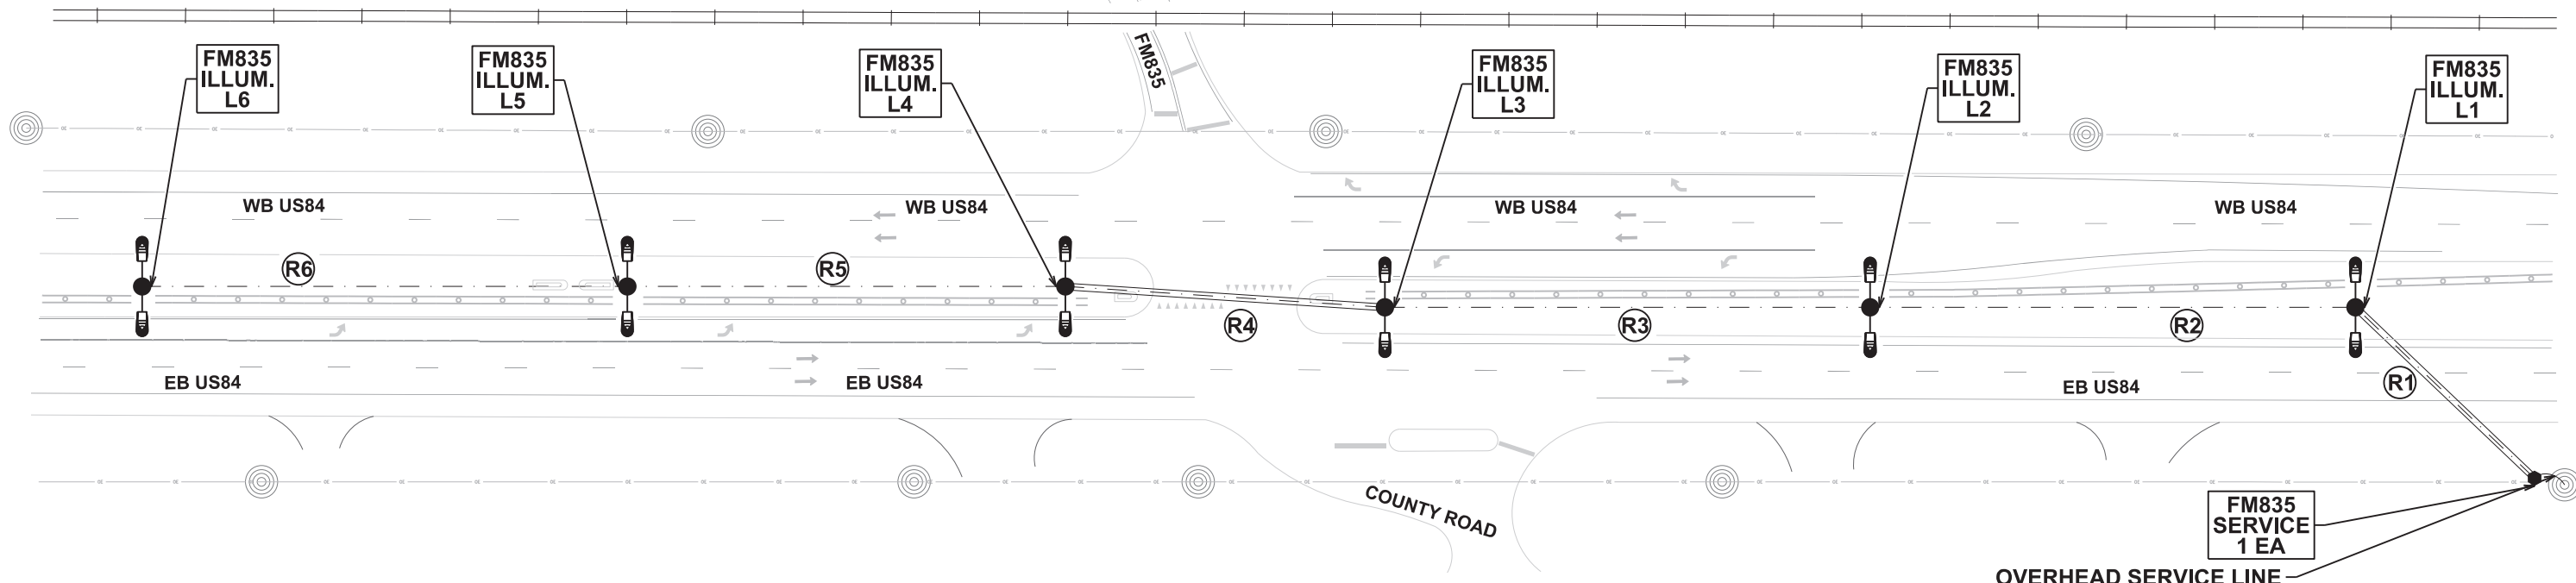 FM835
ILLUM.
L6
FM835
ILLUM.
L5
FM835
ILLUM.
L4
FM835
FM835
ILLUM.
L3
FM835
ILLUM.
L2
FM835
ILLUM.
L1
WB US84
WB US84
WB US84
WB US84
R6
R5
R4
R3
R2
R1
EB US84
EB US84
EB US84
COUNTY ROAD
FM835
SERVICE
1 EA
OVERHEAD SERVICE LINE